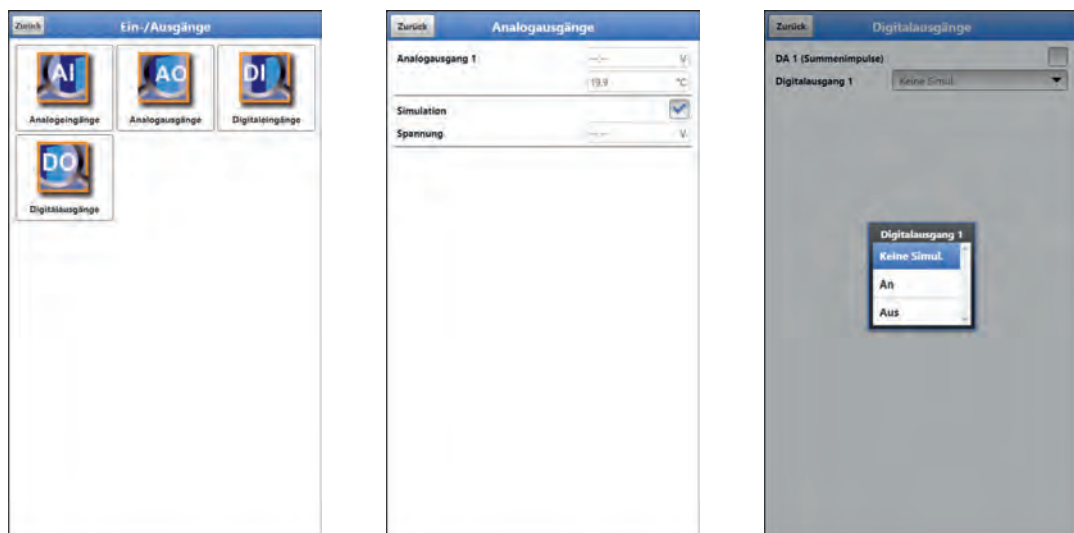 Zurück Ein-/Ausgänge
AI AO DI
Analogeingänge Analogausgänge Digitaleingänge
DO
Digitalausgänge
Zurück Analogausgänge
Analogausgang 1 --.-- V
19.9 °C
Simulation
Spannung --.-- V
Zurück Digitalausgänge
DA 1 (Summenimpulse)
Digitalausgang 1 Keine Simul.
Digitalausgang 1
Keine Simul.
An
Aus